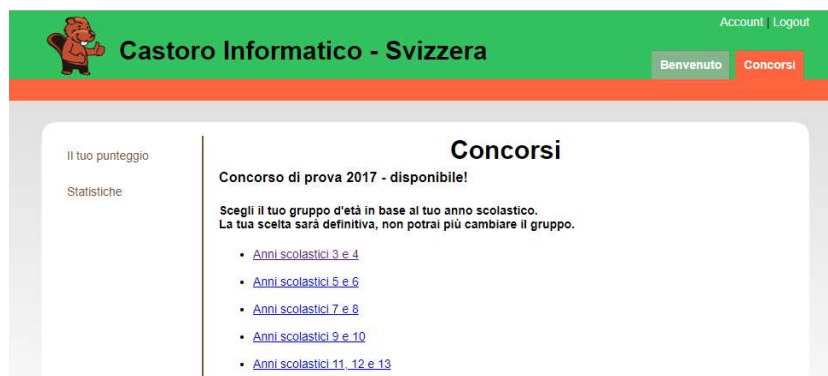 Account | Logout
Castoro Informatico - Svizzera
Benvenuto
Concorsi
Il tuo punteggio
Statistiche
Concorsi
Concorso di prova 2017 - disponibile!
Scegli il tuo gruppo d'età in base al tuo anno scolastico.
La tua scelta sarà definitiva, non potrai più cambiare il gruppo.
• Anni scolastici 3 e 4
• Anni scolastici 5 e 6
• Anni scolastici 7 e 8
• Anni scolastici 9 e 10
• Anni scolastici 11, 12 e 13